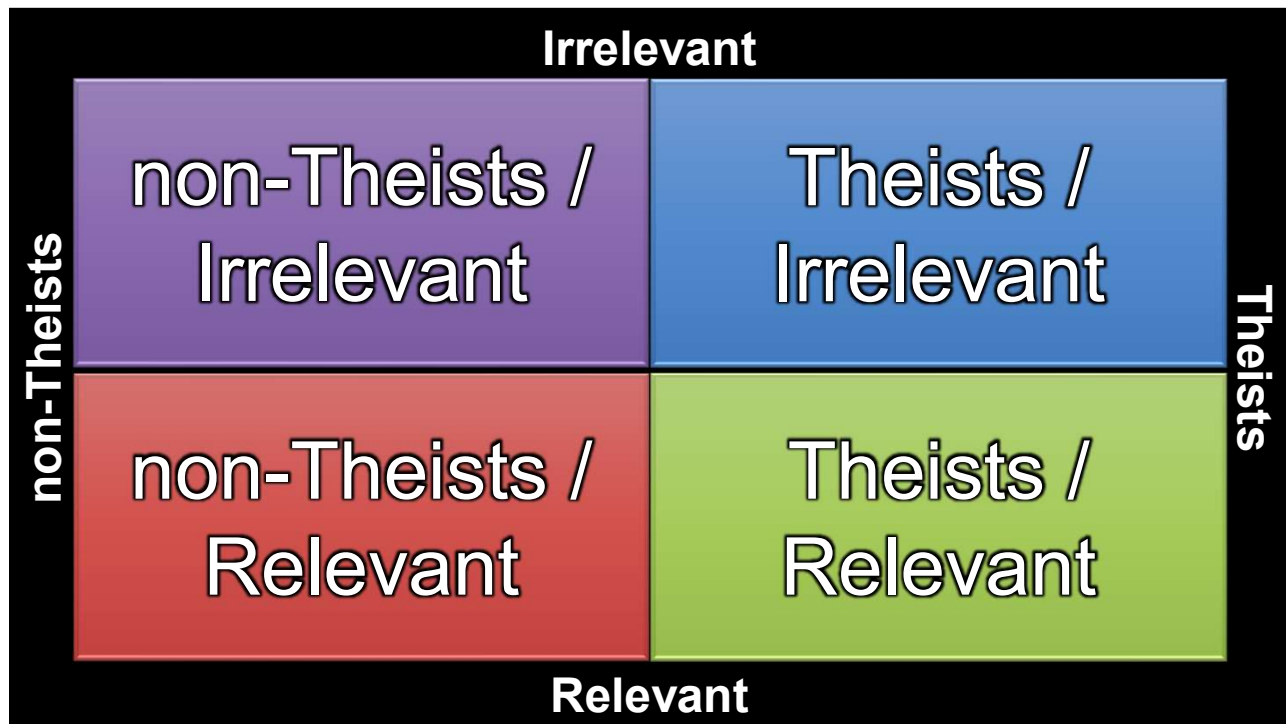 Irrelevant
non-Theists /
Irrelevant
Theists /
Irrelevant
non-Theists
Theists
non-Theists /
Relevant
Theists /
Relevant
Relevant